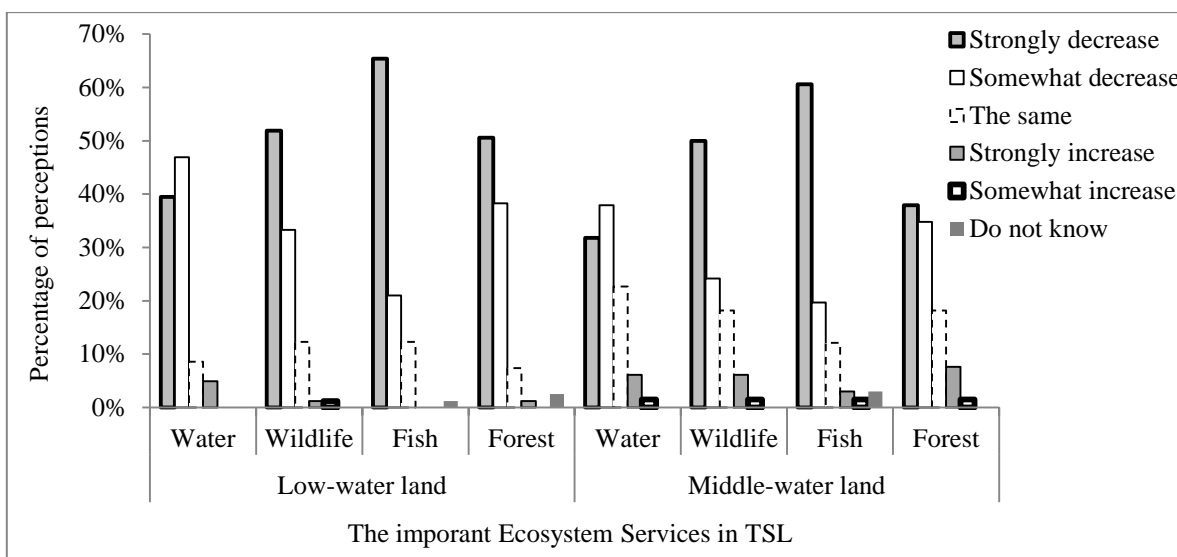 70%
60%
50%
40%
30%
20%
10%
0%
Percentage of perceptions
Strongly decrease
Somewhat decrease
The same
Strongly increase
Somewhat increase
Do not know
Water Wildlife Fish Forest Water Wildlife Fish Forest
Low-water land Middle-water land
The imporant Ecosystem Services in TSL